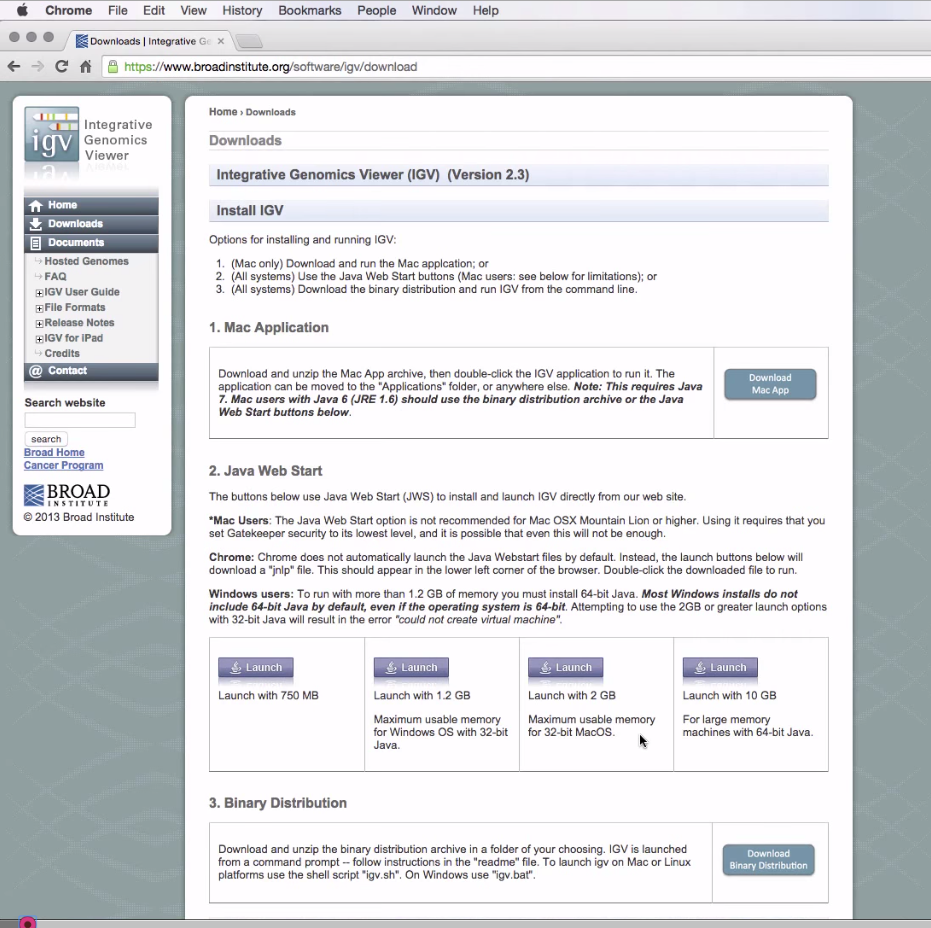 Chrome File Edit View History Bookmarks People Window Help
Downloads | Integrative Ge
https://www.broadinstitute.org/software/igv/download
igv
Integrative
Genomics
Viewer
Home
Downloads
Documents
Hosted Genomes
FAQ
IGV User Guide
File Formats
Release Notes
IGV for iPad
Credits
Contact
Search website
search
Broad Home
Cancer Program
BROAD
INSTITUTE
© 2013 Broad Institute
Home › Downloads
Downloads
Integrative Genomics Viewer (IGV) (Version 2.3)
Install IGV
Options for installing and running IGV:
1. (Mac only) Download and run the Mac application; or
2. (All systems) Use the Java Web Start buttons (Mac users: see below for limitations); or
3. (All systems) Download the binary distribution and run IGV from the command line.
1. Mac Application
Download and unzip the Mac App archive, then double-click the IGV application to run it. The
application can be moved to the "Applications" folder, or anywhere else. Note: This requires Java
7. Mac users with Java 6 (JRE 1.6) should use the binary distribution archive or the Java
Web Start buttons below.
Download
Mac App
2. Java Web Start
The buttons below use Java Web Start (JWS) to install and launch IGV directly from our web site.
*Mac Users: The Java Web Start option is not recommended for Mac OSX Mountain Lion or higher. Using it requires that you
set Gatekeeper security to its lowest level, and it is possible that even this will not be enough.
Chrome: Chrome does not automatically launch the Java Webstart files by default. Instead, the launch buttons below will
download a "jnlp" file. This should appear in the lower left corner of the browser. Double-click the downloaded file to run.
Windows users: To run with more than 1.2 GB of memory you must install 64-bit Java. Most Windows installs do not
include 64-bit Java by default, even if the operating system is 64-bit. Attempting to use the 2GB or greater launch options
with 32-bit Java will result in the error "could not create virtual machine".
Launch
Launch with 750 MB
Launch
Launch with 1.2 GB
Maximum usable memory
for Windows OS with 32-bit
Java.
Launch
Launch with 2 GB
Maximum usable memory
for 32-bit MacOS.
Launch
Launch with 10 GB
For large memory
machines with 64-bit Java.
3. Binary Distribution
Download and unzip the binary distribution archive in a folder of your choosing. IGV is launched
from a command prompt -- follow instructions in the "readme" file. To launch igv on Mac or Linux
platforms use the shell script "igv.sh". On Windows use "igv.bat".
Download
Binary Distribution